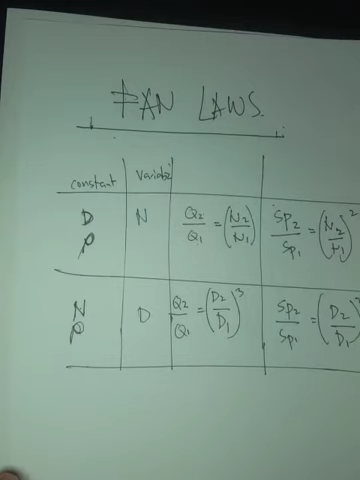 FAN LAWS.
constant variable
D N Q2/Q1 = (N2/N1) SP2/SP1 = (N2/N1)^2
ρ
N D Q2/Q1 = (D2/D1)^3 SP2/SP1 = (D2/D1)
ρ